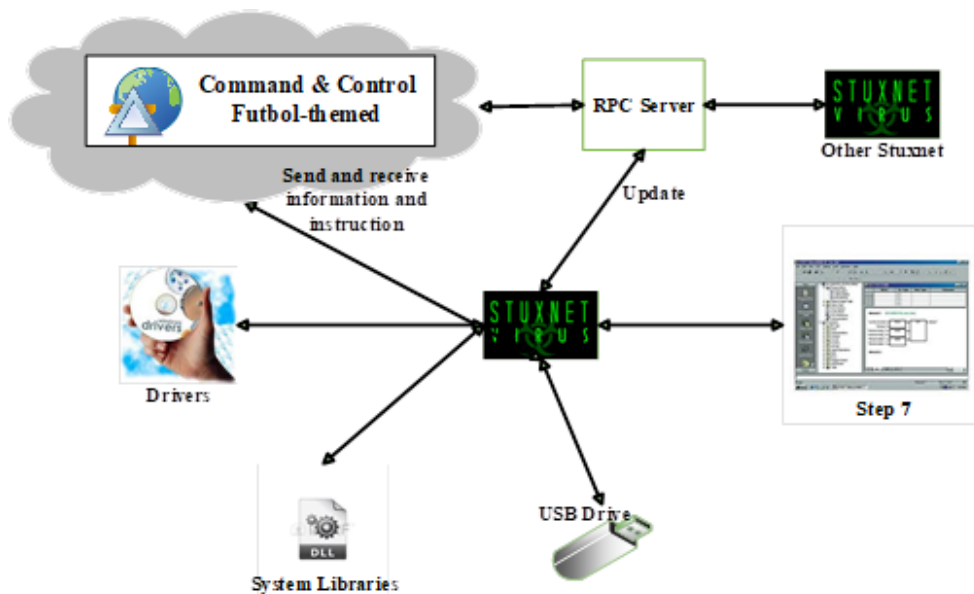 Command & Control
Futbol-themed
RPC Server
STUXNET
VIRUS
Other Stuxnet
Send and receive
information and
instruction
Update
drivers
Drivers
STUXNET
VIRUS
Step 7
USB Drive
DLL
System Libraries